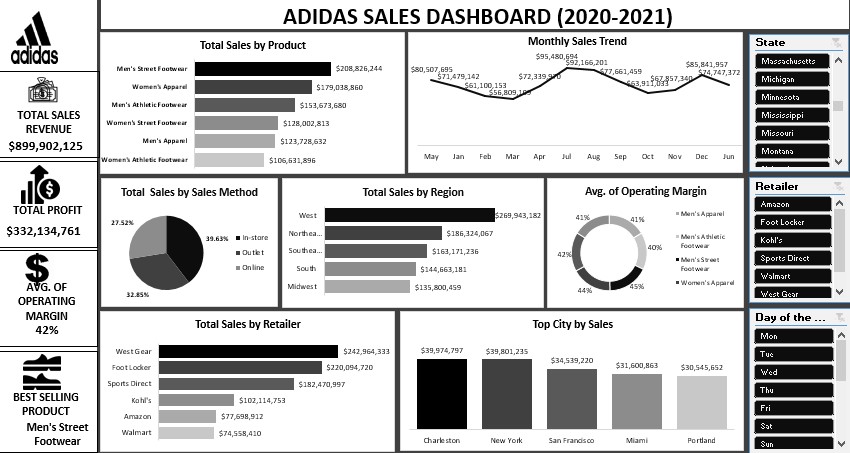 ADIDAS SALES DASHBOARD (2020-2021)
adidas
TOTAL SALES
REVENUE
$899,902,125
TOTAL PROFIT
$332,134,761
AVG. OF
OPERATING
MARGIN
42%
BEST SELLING
PRODUCT
Men's Street
Footwear
Total Sales by Product
Men's Street Footwear $208,826,244
Women's Apparel $179,038,860
Men's Athletic Footwear $153,673,680
Women's Street Footwear $128,002,813
Men's Apparel $123,728,632
Women's Athletic Footwear $106,631,896
Monthly Sales Trend
$80,507,695 $71,479,142 $61,100,153 $72,339,970 $95,480,694 $92,166,201 $77,661,459 $63,911,033 $67,857,340 $85,841,957 $74,747,372
May Jan Feb Mar Apr Jul Aug Sep Oct Nov Dec Jun
Total Sales by Sales Method
27.52%
39.63%
32.85%
In-store
Outlet
Online
Total Sales by Region
West $269,943,182
Northea... $186,324,067
Southea... $163,171,236
South $144,663,181
Midwest $135,800,459
Avg. of Operating Margin
41% 41%
42% 40%
44% 45%
Men's Apparel
Men's Athletic
Footwear
Men's Street
Footwear
Women's Apparel
Total Sales by Retailer
West Gear $242,964,333
Foot Locker $220,094,720
Sports Direct $182,470,997
Kohl's $102,114,753
Amazon $77,698,912
Walmart $74,558,410
Top City by Sales
$39,974,797 $39,801,235 $34,539,220 $31,600,863 $30,545,652
Charleston New York San Francisco Miami Portland
State
Massachusetts
Michigan
Minnesota
Mississippi
Missouri
Montana
Retailer
Amazon
Foot Locker
Kohl's
Sports Direct
Walmart
West Gear
Day of the ...
Mon
Tue
Wed
Thu
Fri
Sat
Sun